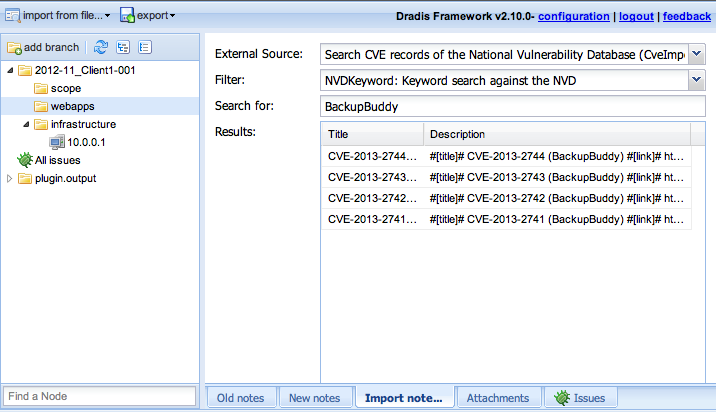 import from file... export Dradis Framework v2.10.0- configuration | logout | feedback
add branch
2012-11_Client1-001
scope
webapps
infrastructure
10.0.0.1
All issues
plugin.output
Find a Node
External Source: Search CVE records of the National Vulnerability Database (CveImpo
Filter: NVDKeyword: Keyword search against the NVD
Search for: BackupBuddy
Results: Title Description
CVE-2013-2744... #[title]# CVE-2013-2744 (BackupBuddy) #[link]# ht...
CVE-2013-2743... #[title]# CVE-2013-2743 (BackupBuddy) #[link]# ht...
CVE-2013-2742... #[title]# CVE-2013-2742 (BackupBuddy) #[link]# ht...
CVE-2013-2741... #[title]# CVE-2013-2741 (BackupBuddy) #[link]# ht...
Old notes New notes Import note... Attachments Issues